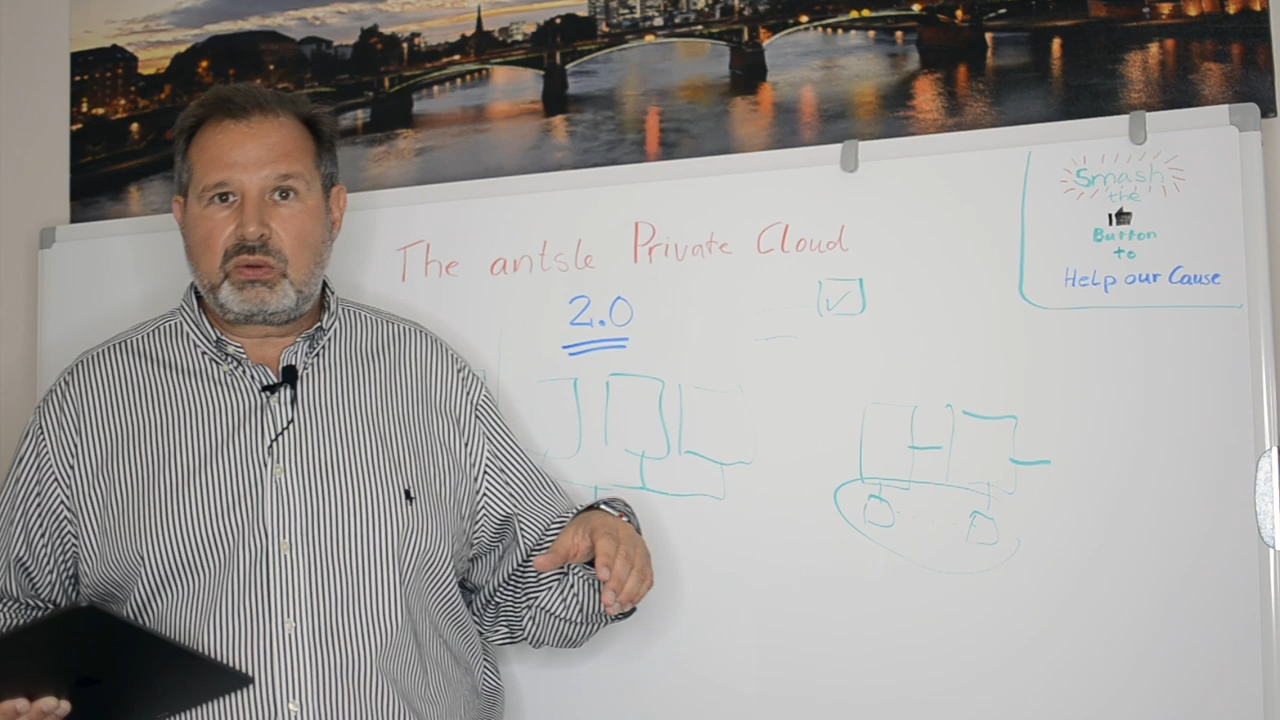 The antsle Private Cloud
2.0
Smash
the
Button
to
Help our Cause